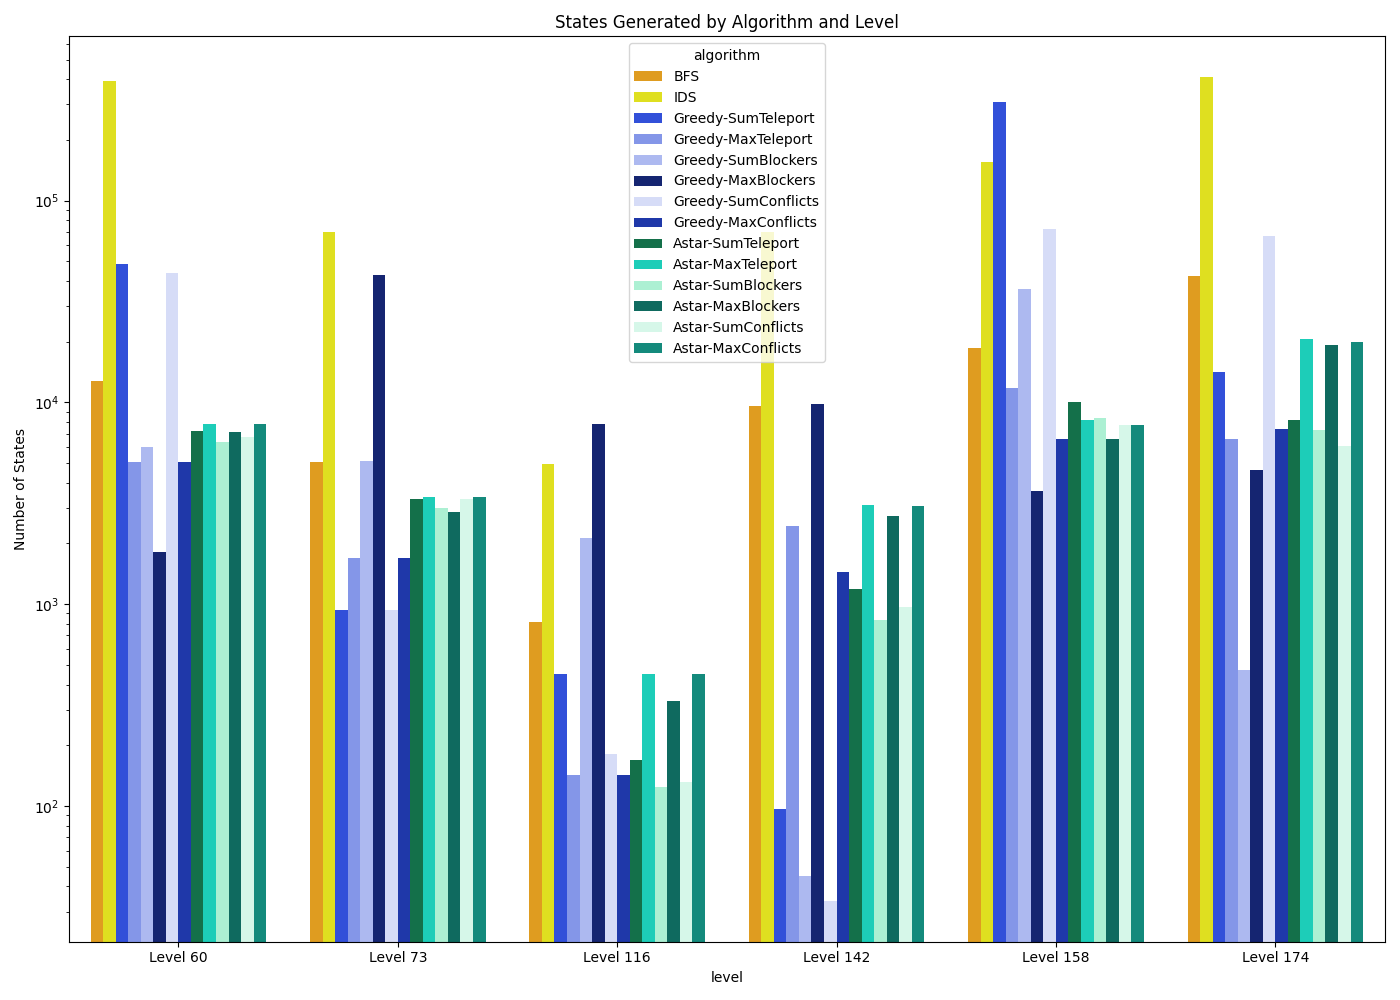 States Generated by Algorithm and Level
algorithm
BFS
IDS
Greedy-SumTeleport
Greedy-MaxTeleport
Greedy-SumBlockers
Greedy-MaxBlockers
Greedy-SumConflicts
Greedy-MaxConflicts
Astar-SumTeleport
Astar-MaxTeleport
Astar-SumBlockers
Astar-MaxBlockers
Astar-SumConflicts
Astar-MaxConflicts
Number of States
10⁵
10⁴
10³
10²
Level 60 Level 73 Level 116 Level 142 Level 158 Level 174
level